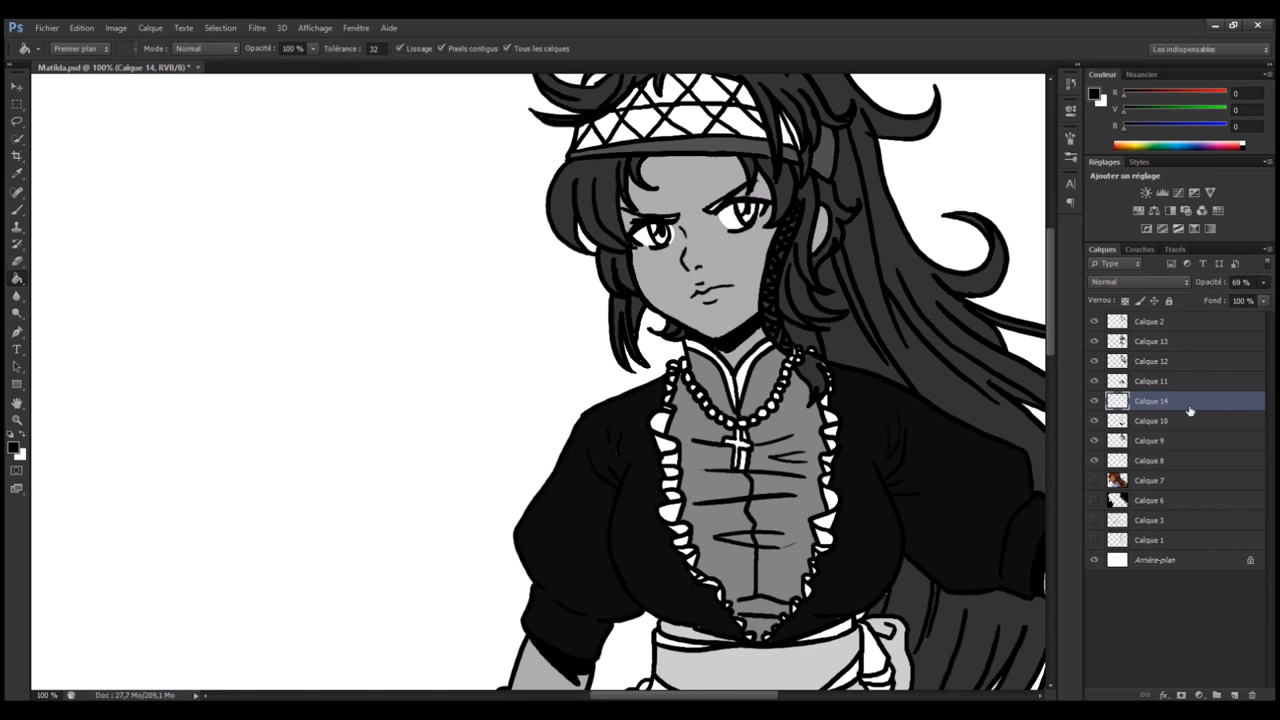 Ps Fichier Edition Image Calque Texte Sélection Filtre 3D Affichage Fenêtre Aide
Premier plan Mode : Normal Opacité : 100 % Tolérance : 32 Lissage Pixels contigus Tous les calques Les indispensables
Matilda.psd @ 100% (Calque 14, RVB/8) * ×
Couleur Nuancier
R 0
V 0
B 0
Réglages Styles
Ajouter un réglage
Calques Couches Tracés
Type
Normal Opacité : 69 %
Verrou : Fond : 100 %
Calque 2
Calque 13
Calque 12
Calque 11
Calque 14
Calque 10
Calque 9
Calque 8
Calque 7
Calque 6
Calque 3
Calque 1
Arrière-plan
100 % Doc : 27,7 Mo/209,1 Mo
fx